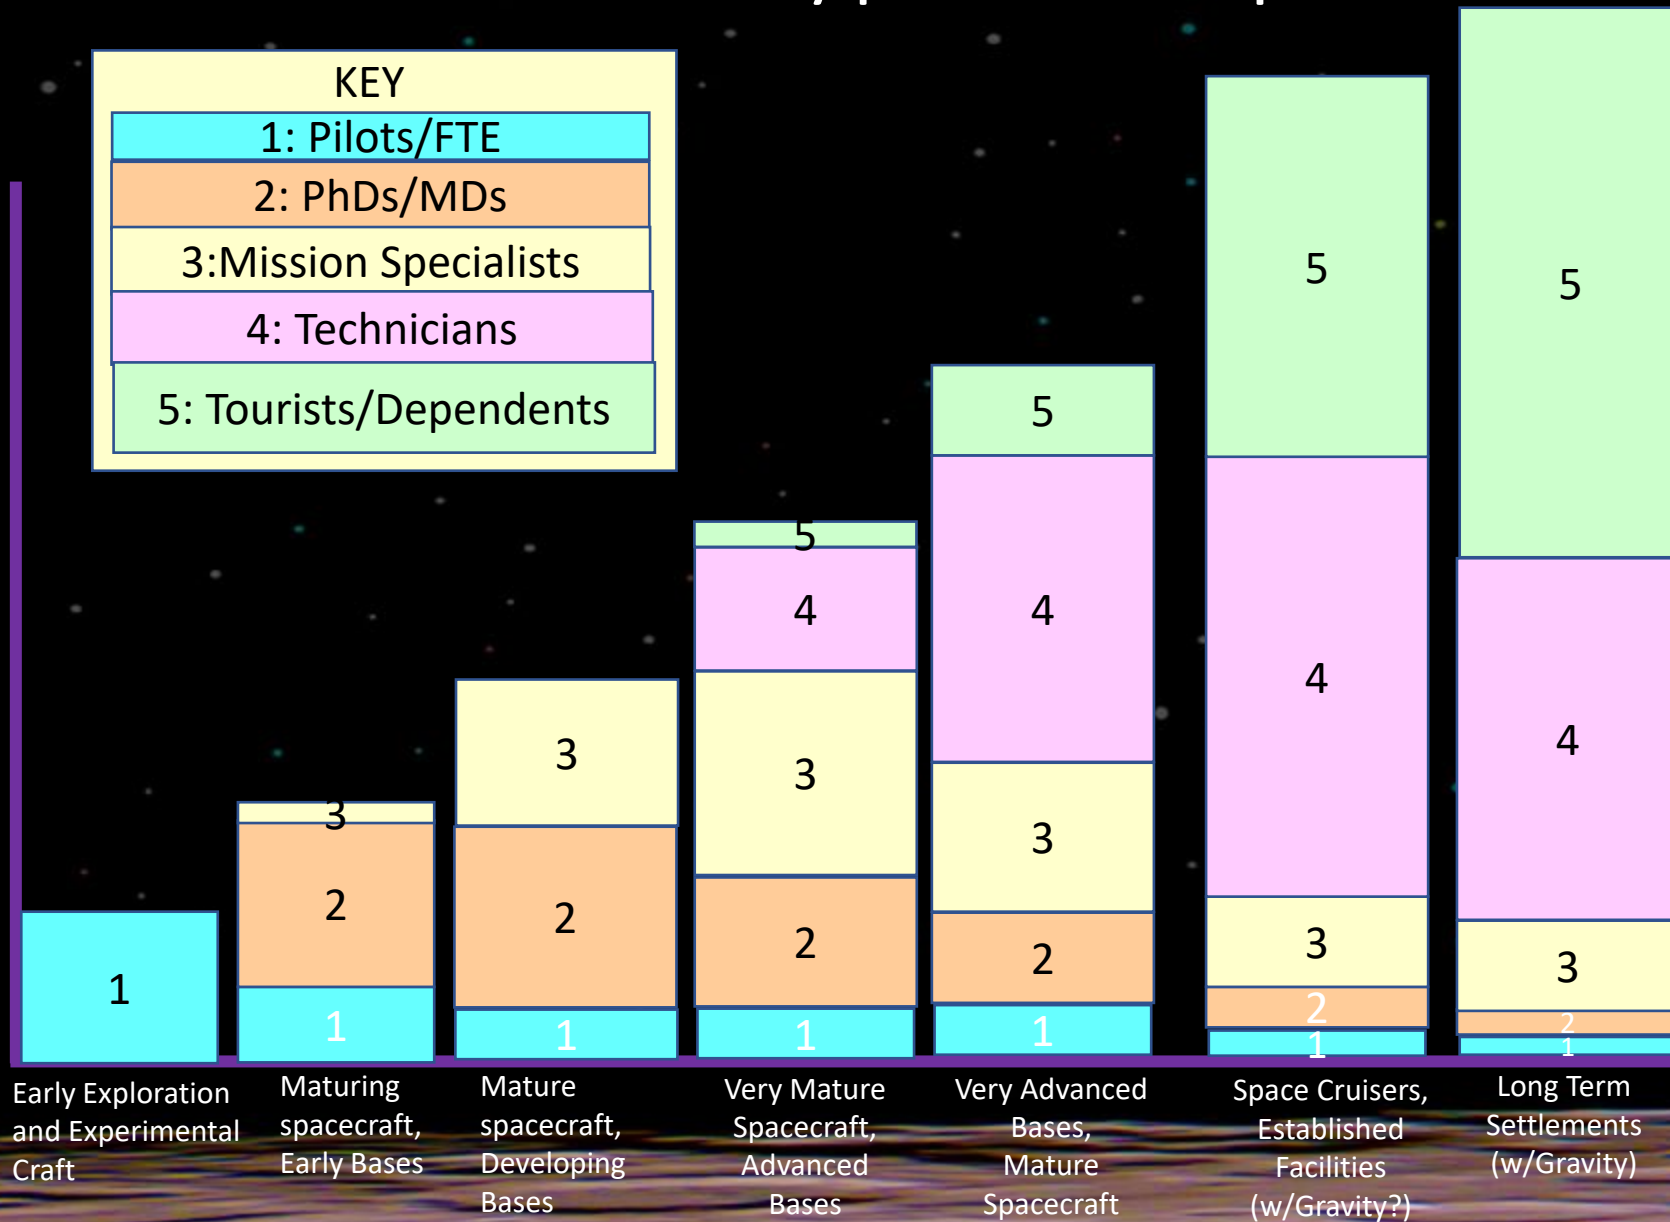 KEY
1: Pilots/FTE
2: PhDs/MDs
3:Mission Specialists
4: Technicians
5: Tourists/Dependents
1
3
2
1
3
2
1
5
4
3
2
1
5
4
3
2
1
5
4
3
2
1
5
4
3
2
1
Early Exploration
and Experimental
Craft
Maturing
spacecraft,
Early Bases
Mature
spacecraft,
Developing
Bases
Very Mature
Spacecraft,
Advanced
Bases
Very Advanced
Bases,
Mature
Spacecraft
Space Cruisers,
Established
Facilities
(w/Gravity?)
Long Term
Settlements
(w/Gravity)